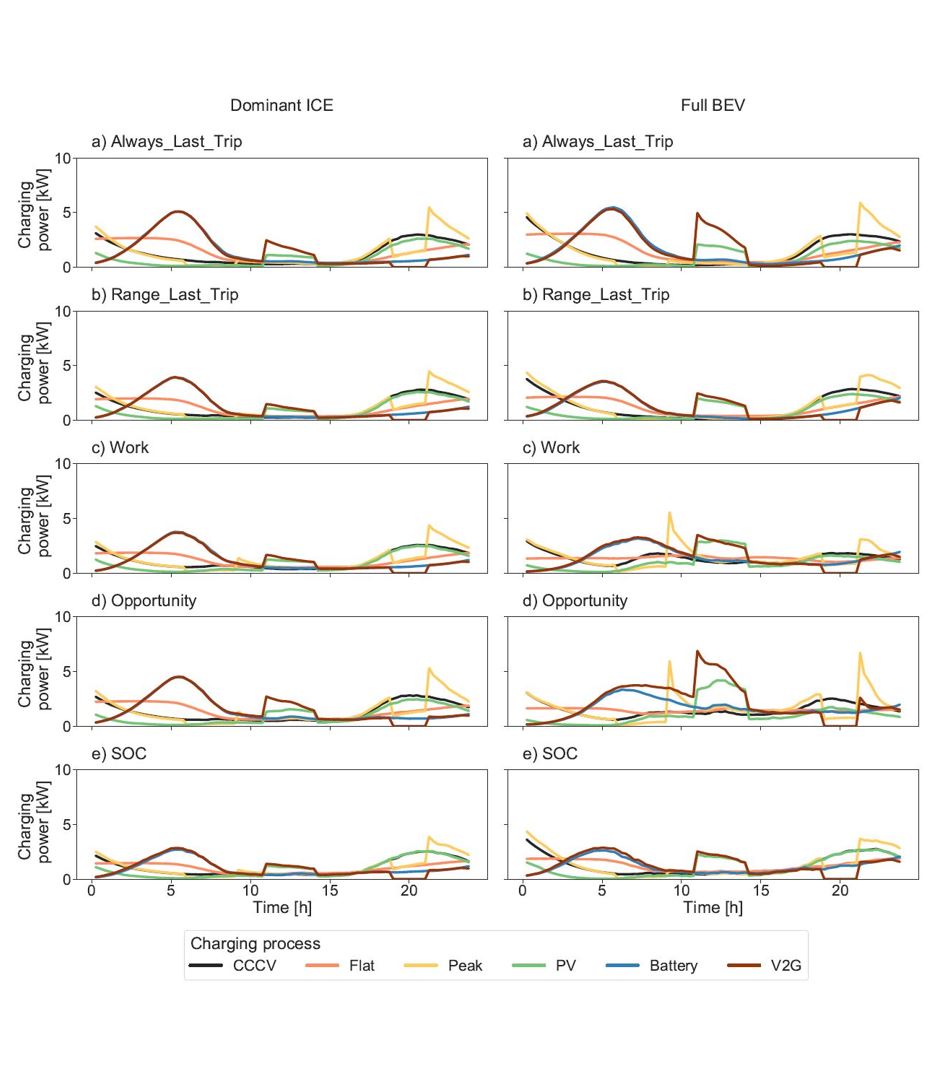 Dominant ICE
Full BEV
a) Always_Last_Trip
a) Always_Last_Trip
10
5
0
Charging
power [kW]
b) Range_Last_Trip
b) Range_Last_Trip
10
5
0
Charging
power [kW]
c) Work
c) Work
10
5
0
Charging
power [kW]
d) Opportunity
d) Opportunity
10
5
0
Charging
power [kW]
e) SOC
e) SOC
10
5
0
Charging
power [kW]
0 5 10 15 20
0 5 10 15 20
Time [h]
Time [h]
Charging process
CCCV Flat Peak PV Battery V2G